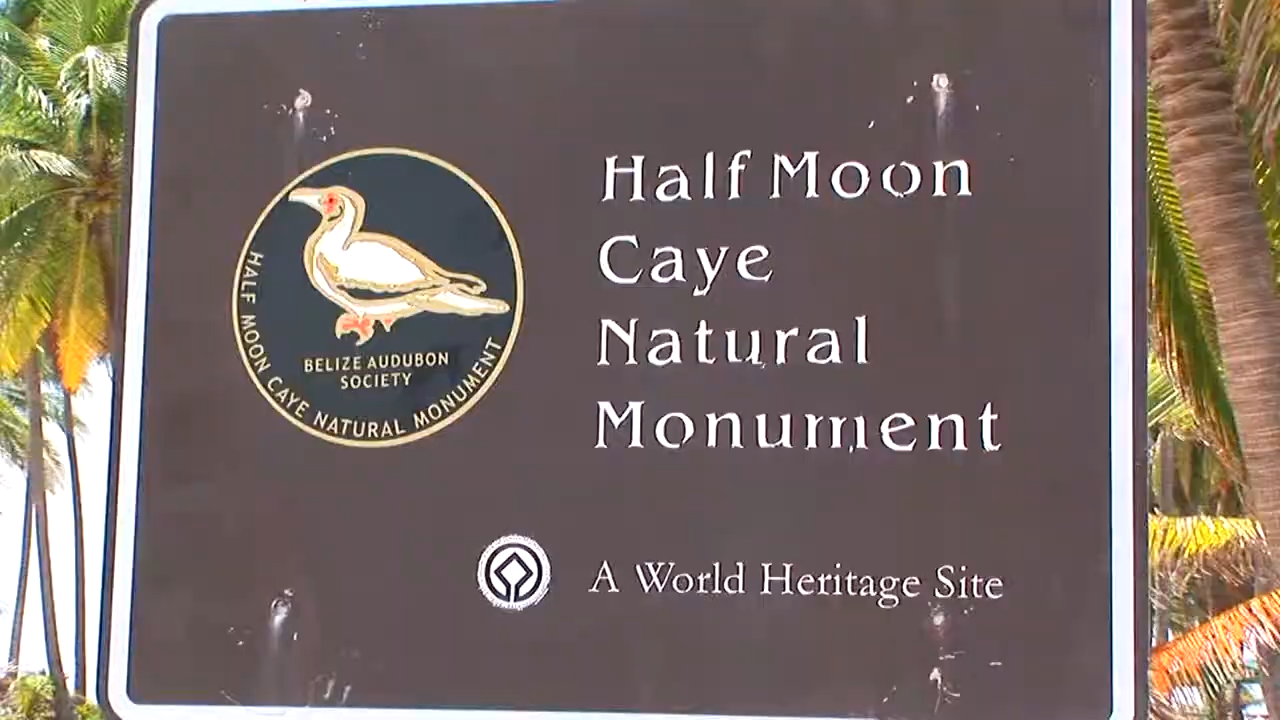 BELIZE AUDUBON
SOCIETY
HALF MOON CAYE NATURAL MONUMENT
Half Moon
Caye
Natural
Monument
A World Heritage Site